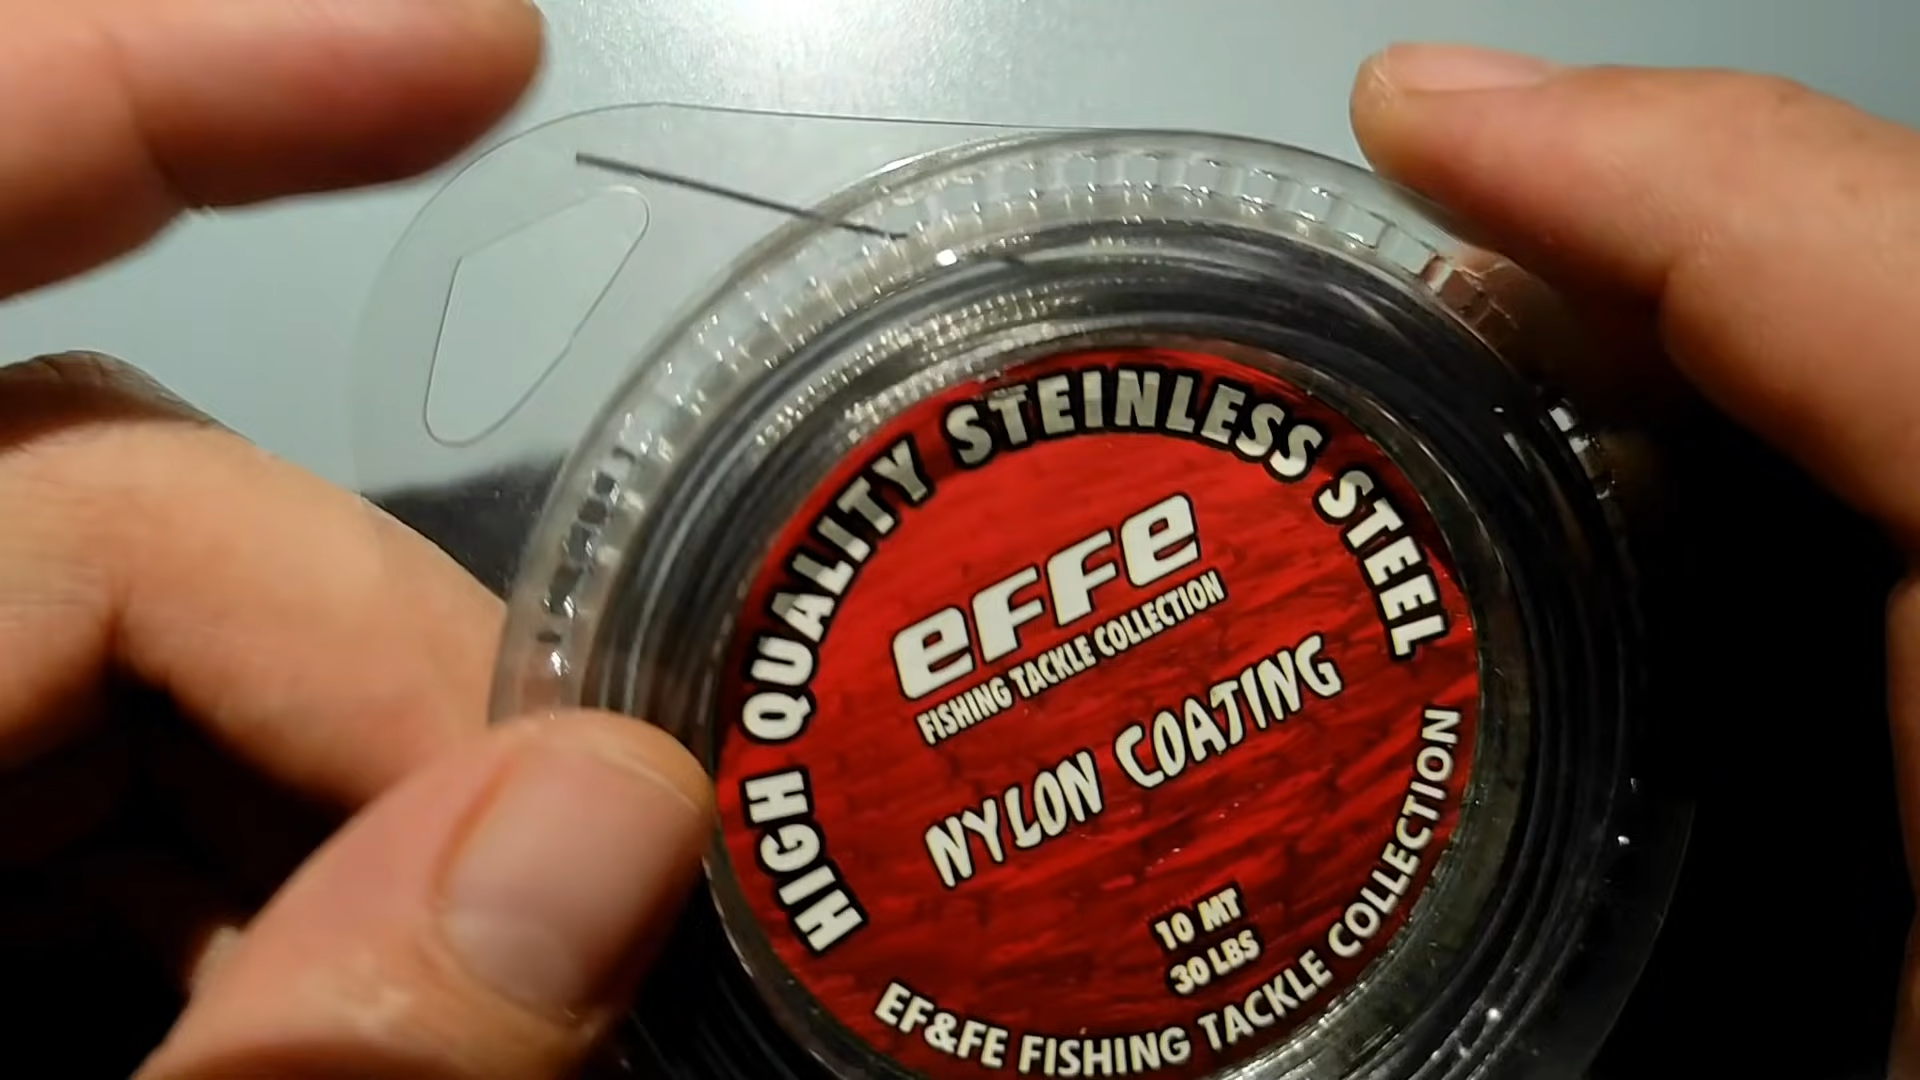 HIGH QUALITY STEINLESS STEEL
eFFe
FISHING TACKLE COLLECTION
NYLON COATING
10 MT
30 LBS
EF&FE FISHING TACKLE COLLECTION